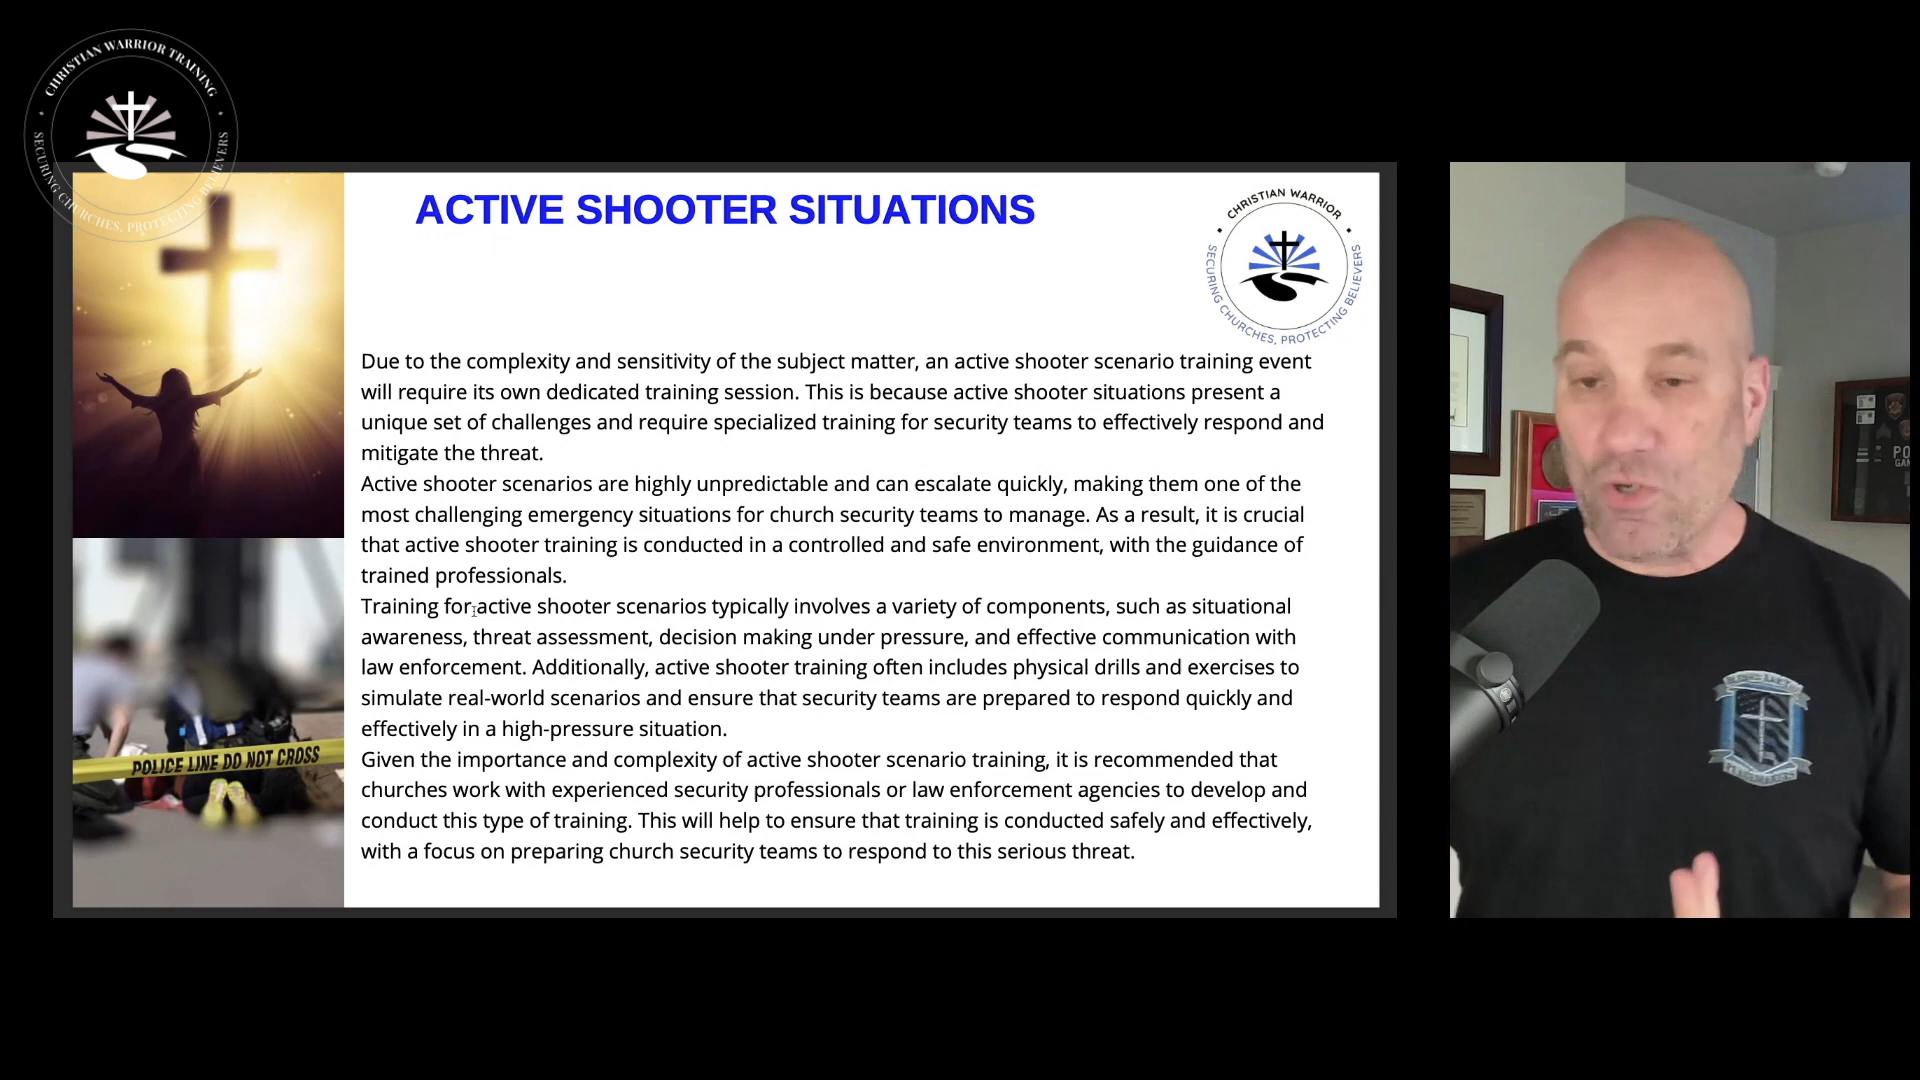 CHRISTIAN WARRIOR TRAINING
SECURING CHURCHES, PROTECTING BELIEVERS
ACTIVE SHOOTER SITUATIONS
CHRISTIAN WARRIOR
SECURING CHURCHES, PROTECTING BELIEVERS
Due to the complexity and sensitivity of the subject matter, an active shooter scenario training event
will require its own dedicated training session. This is because active shooter situations present a
unique set of challenges and require specialized training for security teams to effectively respond and
mitigate the threat.
Active shooter scenarios are highly unpredictable and can escalate quickly, making them one of the
most challenging emergency situations for church security teams to manage. As a result, it is crucial
that active shooter training is conducted in a controlled and safe environment, with the guidance of
trained professionals.
Training for active shooter scenarios typically involves a variety of components, such as situational
awareness, threat assessment, decision making under pressure, and effective communication with
law enforcement. Additionally, active shooter training often includes physical drills and exercises to
simulate real-world scenarios and ensure that security teams are prepared to respond quickly and
effectively in a high-pressure situation.
Given the importance and complexity of active shooter scenario training, it is recommended that
churches work with experienced security professionals or law enforcement agencies to develop and
conduct this type of training. This will help to ensure that training is conducted safely and effectively,
with a focus on preparing church security teams to respond to this serious threat.
POLICE LINE DO NOT CROSS